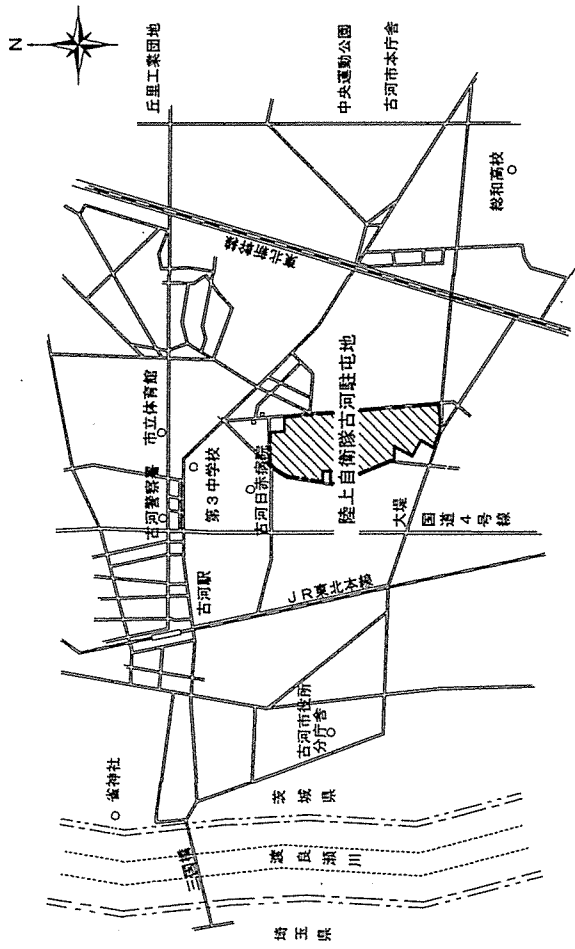 N
丘里工業団地
中央運動公園
古河市本庁舎
総和高校
東北新幹線
市立体育館
古河警察署
第3中学校
古河日赤病院
陸上自衛隊古河駐屯地
大堤
国道4号線
古河駅
JR東北本線
古河市役所
分庁舎
雀神社
三国橋
茨城県
渡良瀬川
埼玉県